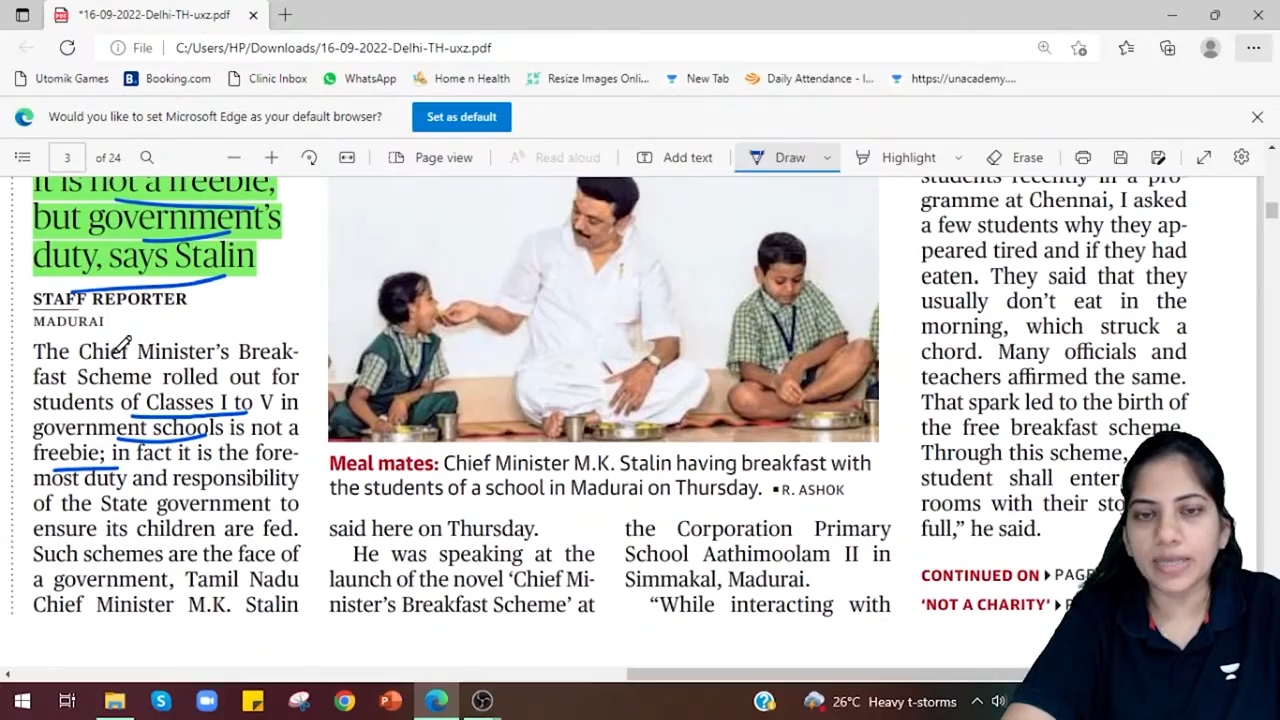 *16-09-2022-Delhi-TH-uxz.pdf
File
C:/Users/HP/Downloads/16-09-2022-Delhi-TH-uxz.pdf
Utomik Games
Booking.com
Clinic Inbox
WhatsApp
Home n Health
Resize Images Onli...
New Tab
Daily Attendance - I...
https://unacademy....
Would you like to set Microsoft Edge as your default browser?
Set as default
3 of 24
Page view
Read aloud
Add text
Draw
Highlight
Erase
It is not a freebie,
but government's
duty, says Stalin
STAFF REPORTER
MADURAI
The Chief Minister's Break-
fast Scheme rolled out for
students of Classes I to V in
government schools is not a
freebie; in fact it is the fore-
most duty and responsibility
of the State government to
ensure its children are fed.
Such schemes are the face of
a government, Tamil Nadu
Chief Minister M.K. Stalin
Meal mates: Chief Minister M.K. Stalin having breakfast with
the students of a school in Madurai on Thursday. ▪R. ASHOK
said here on Thursday.
He was speaking at the
launch of the novel ‘Chief Mi-
nister's Breakfast Scheme’ at
the Corporation Primary
School Aathimoolam II in
Simmakal, Madurai.
“While interacting with
students recently in a pro-
gramme at Chennai, I asked
a few students why they ap-
peared tired and if they had
eaten. They said that they
usually don't eat in the
morning, which struck a
chord. Many officials and
teachers affirmed the same.
That spark led to the birth of
the free breakfast scheme.
Through this scheme,
student shall enter
rooms with their
full,” he said.
CONTINUED ON
'NOT A CHARITY'
26°C Heavy t-storms